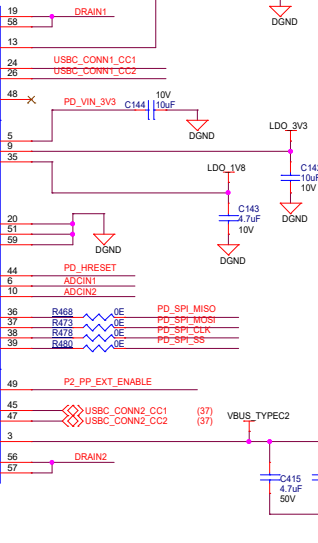 19 DRAIN1
58
DGND
13
24 USBC_CONN1_CC1
26 USBC_CONN1_CC2
48
10V
PD_VIN_3V3 C144 10uF
5
DGND
9 LDO_3V3
35
LDO_1V8
C142
10uF
10V
C143
4.7uF
10V
DGND
DGND
20
51
59
DGND
44 PD_HRESET
6 ADCIN1
10 ADCIN2
36 R468 0E PD_SPI_MISO
37 R473 0E PD_SPI_MOSI
38 R478 0E PD_SPI_CLK
39 R480 0E PD_SPI_SS
49 P2_PP_EXT_ENABLE
45 USBC_CONN2_CC1 (37)
47 USBC_CONN2_CC2 (37)
VBUS_TYPEC2
3
56 DRAIN2
57
C415
4.7uF
50V